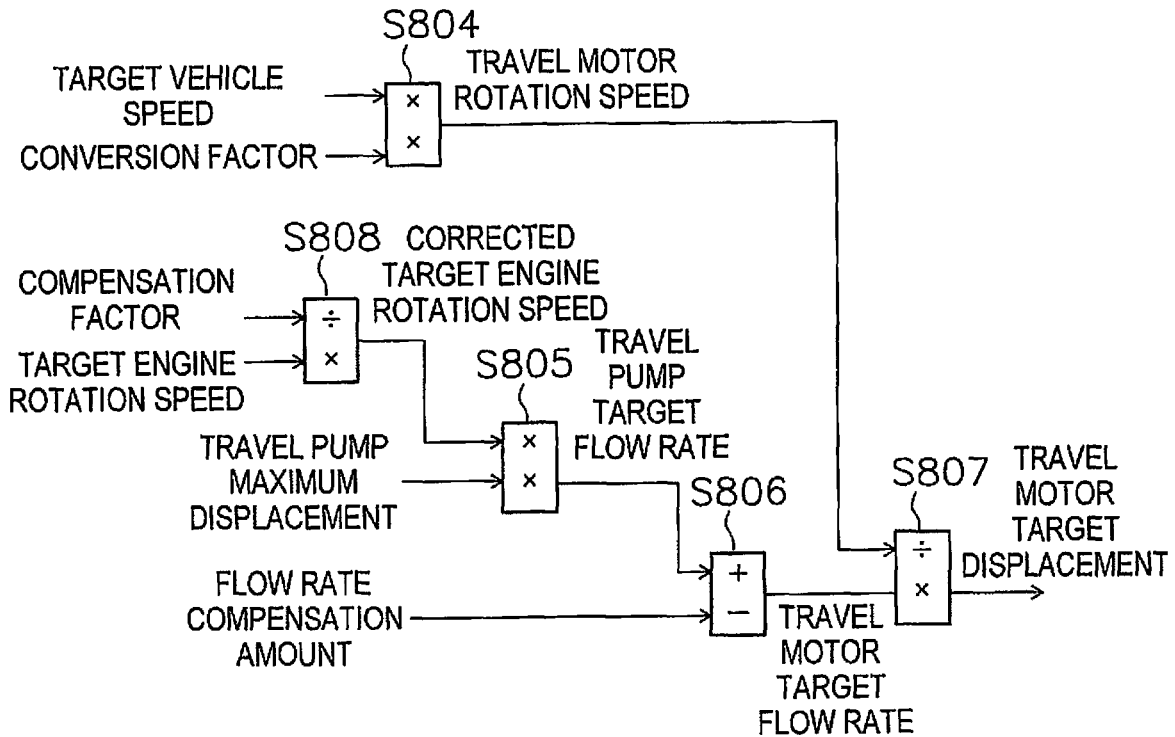 S804
TARGET VEHICLE
SPEED
CONVERSION FACTOR
×
×
TRAVEL MOTOR
ROTATION SPEED
S808
COMPENSATION
FACTOR
TARGET ENGINE
ROTATION SPEED
÷
×
CORRECTED
TARGET ENGINE
ROTATION SPEED
S805
TRAVEL PUMP
MAXIMUM
DISPLACEMENT
×
×
TRAVEL
PUMP
TARGET
FLOW RATE
S806
FLOW RATE
COMPENSATION
AMOUNT
+
−
TRAVEL
MOTOR
TARGET
FLOW RATE
S807
÷
×
TRAVEL
MOTOR
TARGET
DISPLACEMENT